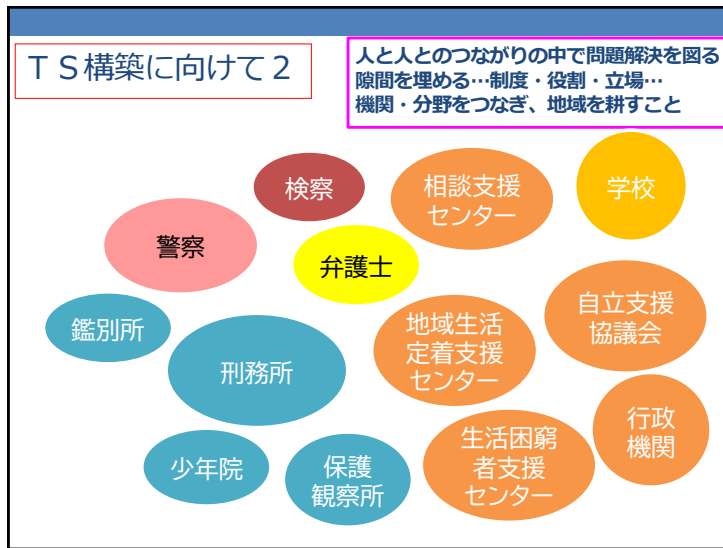 ＴＳ構築に向けて２
人と人とのつながりの中で問題解決を図る
隙間を埋める…制度・役割・立場…
機関・分野をつなぎ、地域を耕すこと
検察
相談支援
センター
学校
警察
弁護士
鑑別所
刑務所
地域生活
定着支援
センター
自立支援
協議会
少年院
保護
観察所
生活困窮
者支援
センター
行政
機関